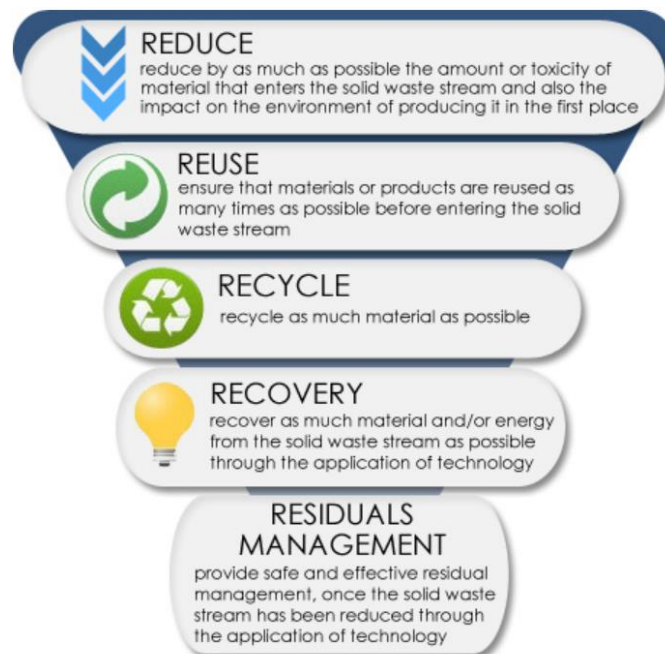 REDUCE
reduce by as much as possible the amount or toxicity of
material that enters the solid waste stream and also the
impact on the environment of producing it in the first place
REUSE
ensure that materials or products are reused as
many times as possible before entering the solid
waste stream
RECYCLE
recycle as much material as possible
RECOVERY
recover as much material and/or energy
from the solid waste stream as possible
through the application of technology
RESIDUALS
MANAGEMENT
provide safe and effective residual
management, once the solid waste
stream has been reduced through
the application of technology